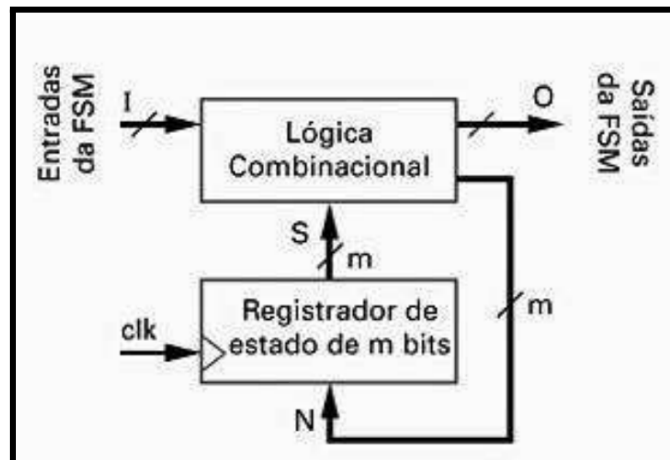 Entradas
da FSM
I
Lógica
Combinacional
O
Saídas
da FSM
S
m
m
clk
Registrador de
estado de m bits
N